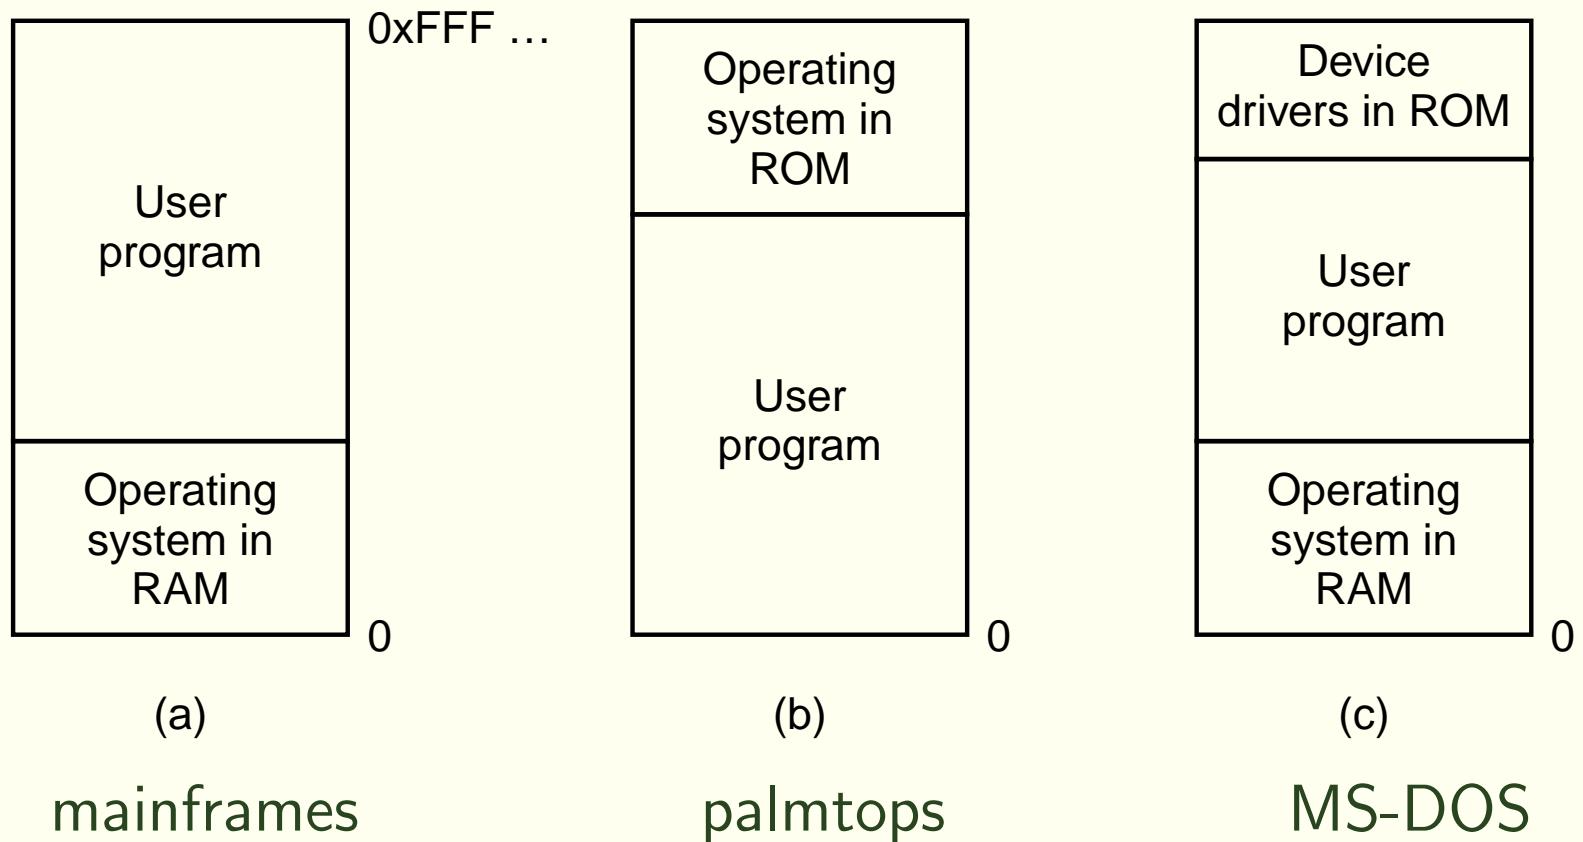 User
program
Operating
system in
RAM
0xFFF …
0
(a)
mainframes
Operating
system in
ROM
User
program
0
(b)
palmtops
Device
drivers in ROM
User
program
Operating
system in
RAM
0
(c)
MS-DOS